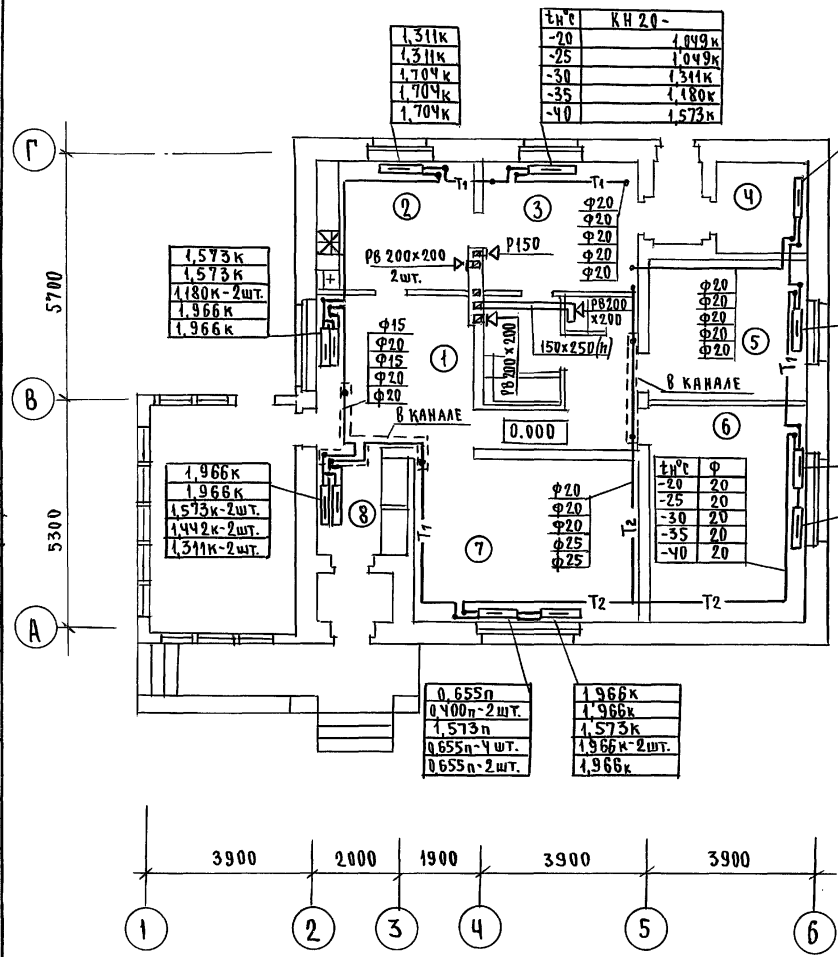 1,311к
1,311к
1,704к
1,704к
1,704к
tн°с КН 20-
-20 1,049к
-25 1,049к
-30 1,311к
-35 1,180к
-40 1,573к
Г
Т1
Т1
2
3
4
ф20
ф20
ф20
ф20
ф20
РВ 200х200
2шт.
Р150
1,573к
1,573к
1,180к-2шт.
1,966к
1,966к
5700
РВ200
х200
ф20
ф20
ф20
ф20
ф20
5
Т1
ф15
ф20
ф15
ф20
ф20
1
РВ 200х200
150х250(h)
В КАНАЛЕ
В
В КАНАЛЕ
0.000
6
1,966к
1,966к
1,573к-2шт.
1,442к-2шт.
1,311к-2шт.
8
5300
Т1
7
ф20
ф20
ф20
ф25
ф25
Т2
tн°с ф
-20 20
-25 20
-30 20
-35 20
-40 20
Т2
Т2
А
0,655п
0,400п-2шт.
1,573п
0,655п-4шт.
0,655п-2шт.
1,966к
1,966к
1,573к
1,966к-2шт.
1,966к
3900 2000 1900 3900 3900
1 2 3 4 5 6